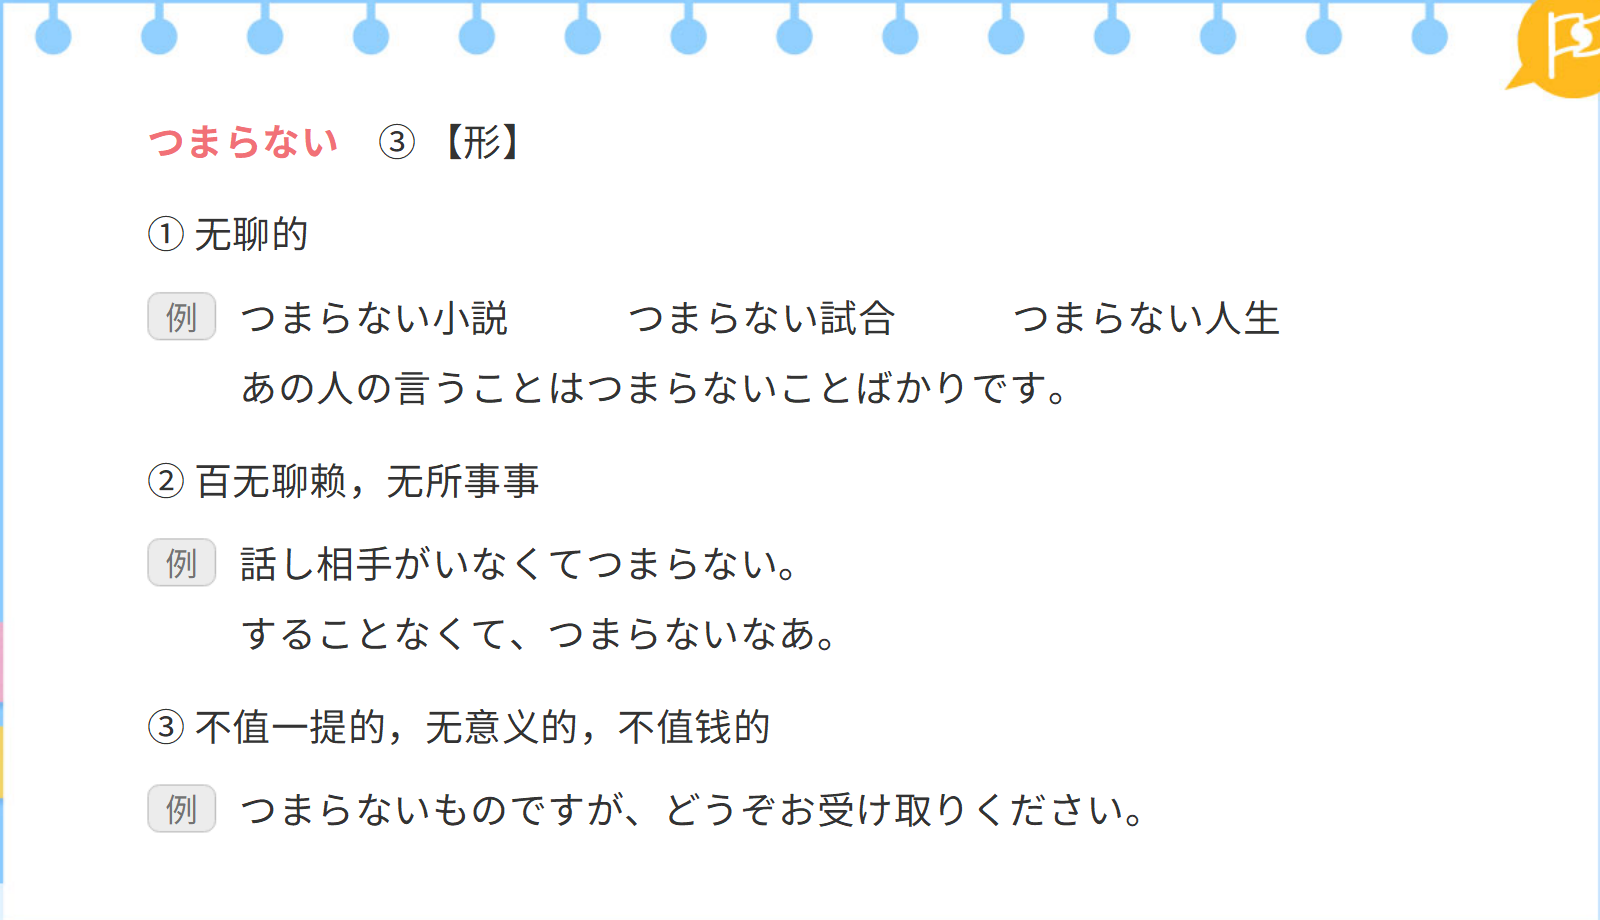 つまらない ③ 【形】
① 无聊的
例 つまらない小説 つまらない試合 つまらない人生
あの人の言うことはつまらないことばかりです。
② 百无聊赖，无所事事
例 話し相手がいなくてつまらない。
することなくて、つまらないなあ。
③ 不值一提的，无意义的，不值钱的
例 つまらないものですが、どうぞお受け取りください。